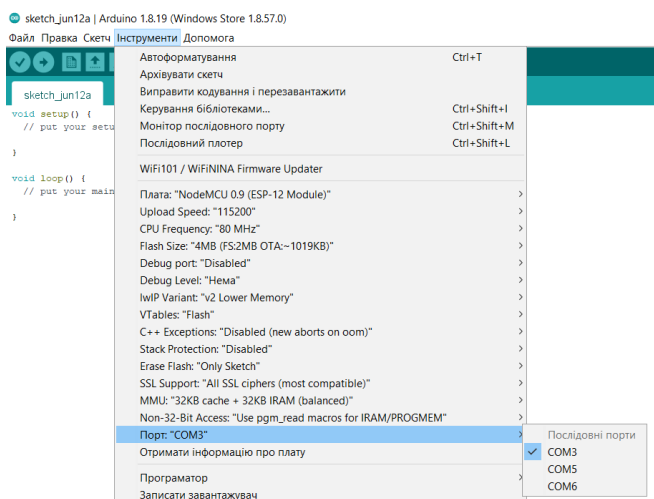 sketch_jun12a | Arduino 1.8.19 (Windows Store 1.8.57.0)
Файл Правка Скетч Інструменти Допомога
sketch_jun12a
void setup() {
// put your setu
}
void loop() {
// put your main
}
Автоформатування Ctrl+T
Архівувати скетч
Виправити кодування і перезавантажити
Керування бібліотеками... Ctrl+Shift+I
Монітор послідовного порту Ctrl+Shift+M
Послідовний плотер Ctrl+Shift+L
WiFi101 / WiFiNINA Firmware Updater
Плата: "NodeMCU 0.9 (ESP-12 Module)"
Upload Speed: "115200"
CPU Frequency: "80 MHz"
Flash Size: "4MB (FS:2MB OTA:~1019KB)"
Debug port: "Disabled"
Debug Level: "Нема"
IwIP Variant: "v2 Lower Memory"
VTables: "Flash"
C++ Exceptions: "Disabled (new aborts on oom)"
Stack Protection: "Disabled"
Erase Flash: "Only Sketch"
SSL Support: "All SSL ciphers (most compatible)"
MMU: "32KB cache + 32KB IRAM (balanced)"
Non-32-Bit Access: "Use pgm_read macros for IRAM/PROGMEM"
Порт: "COM3"
Отримати інформацію про плату
Програматор
Записати завантажувач
Послідовні порти
COM3
COM5
COM6